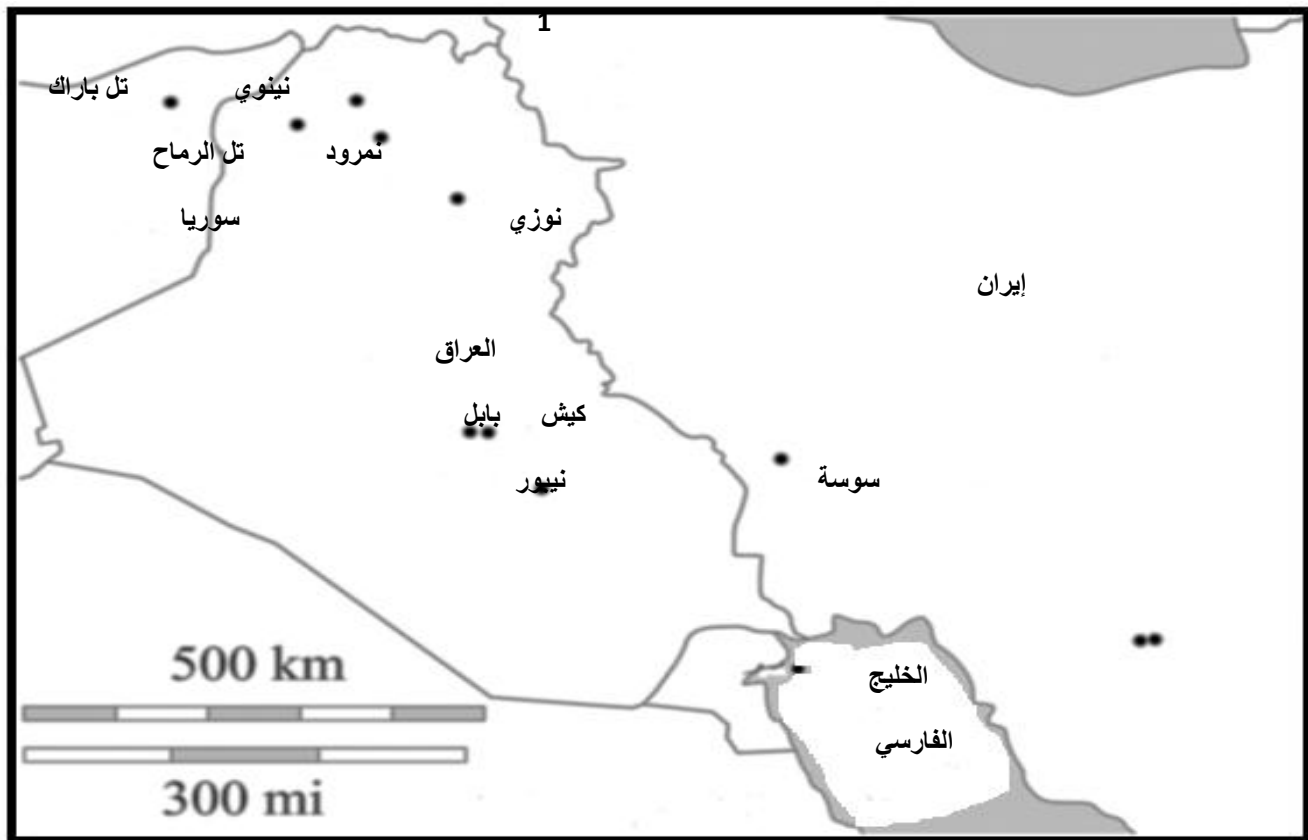 1
تل باراك
نينوي
تل الرماح
نمرود
سوريا
نوزي
إيران
العراق
بابل
كيش
نيبور
سوسة
500 km
300 mi
الخليج
الفارسي